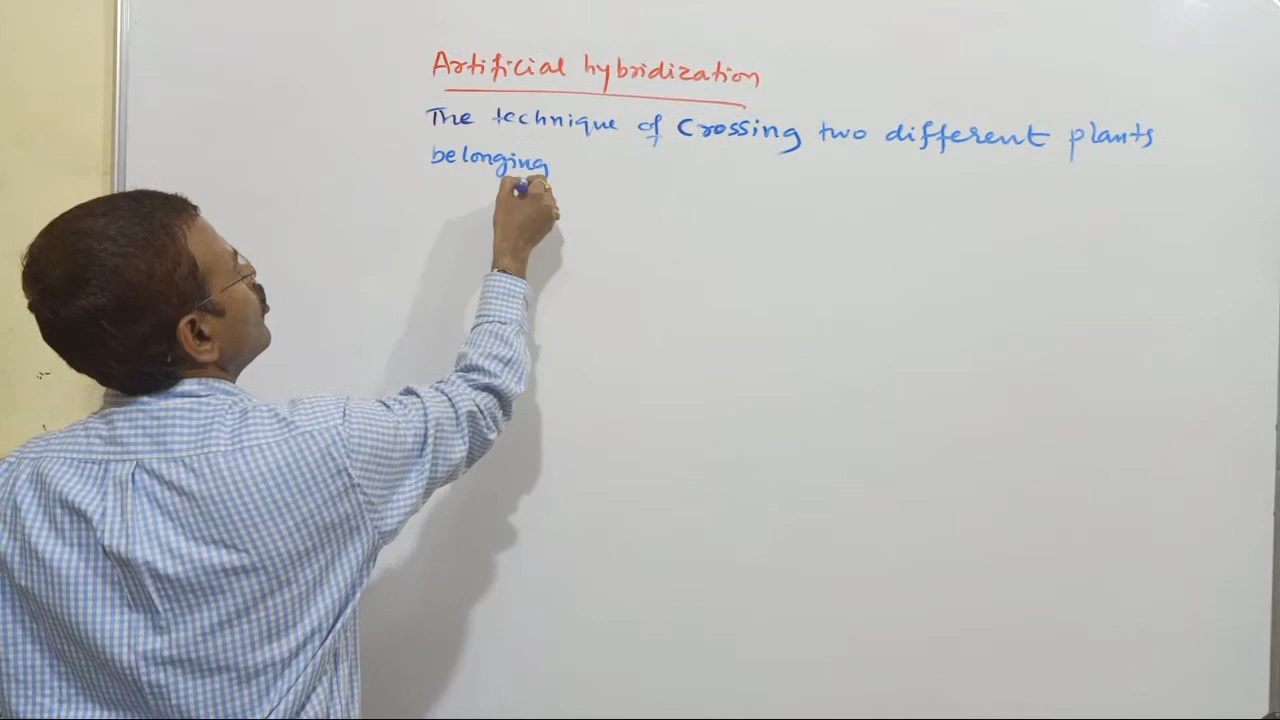 Artificial hybridization
The technique of Crossing two different plants
belonging